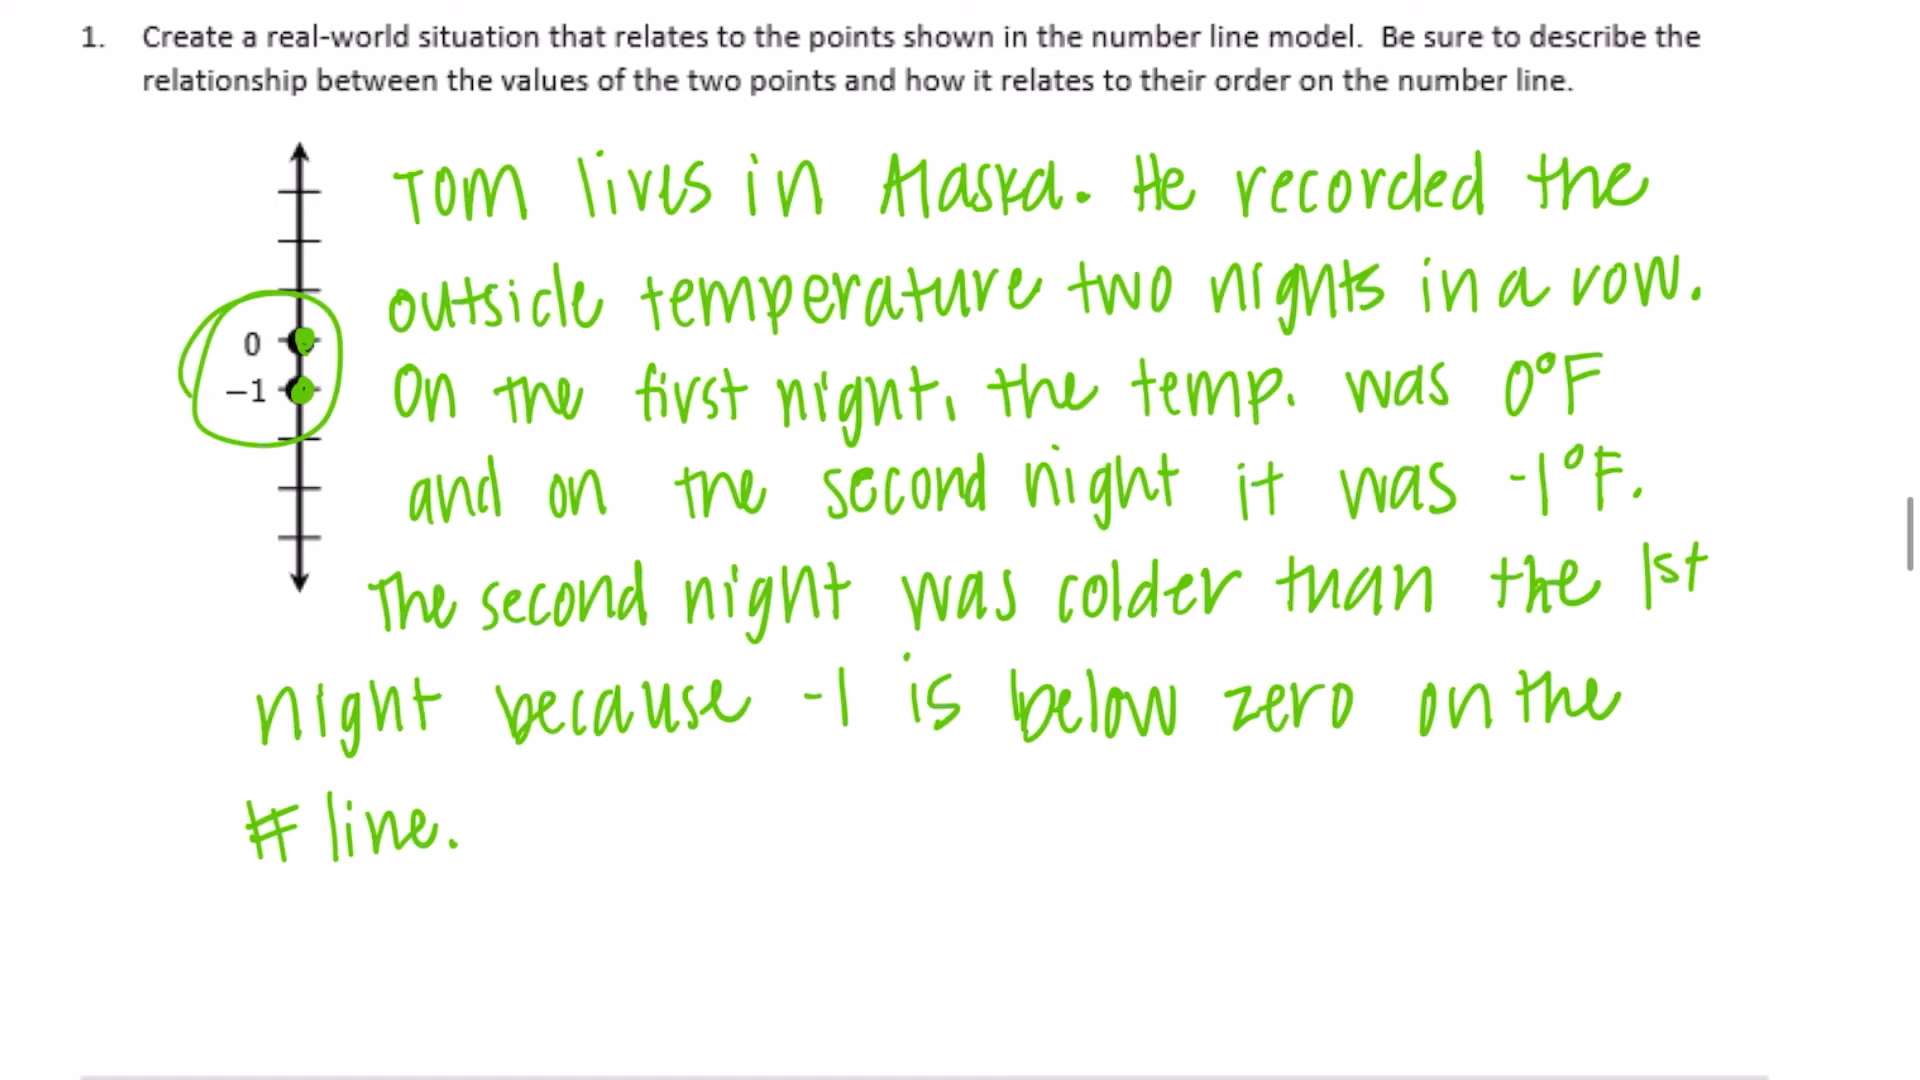 1. Create a real-world situation that relates to the points shown in the number line model. Be sure to describe the
relationship between the values of the two points and how it relates to their order on the number line.
Tom lives in Alaska. He recorded the
outside temperature two nights in a row.
0
−1
On the first night, the temp. was 0°F
and on the second night it was -1°F.
The second night was colder than the 1st
night because -1 is below zero on the
# line.